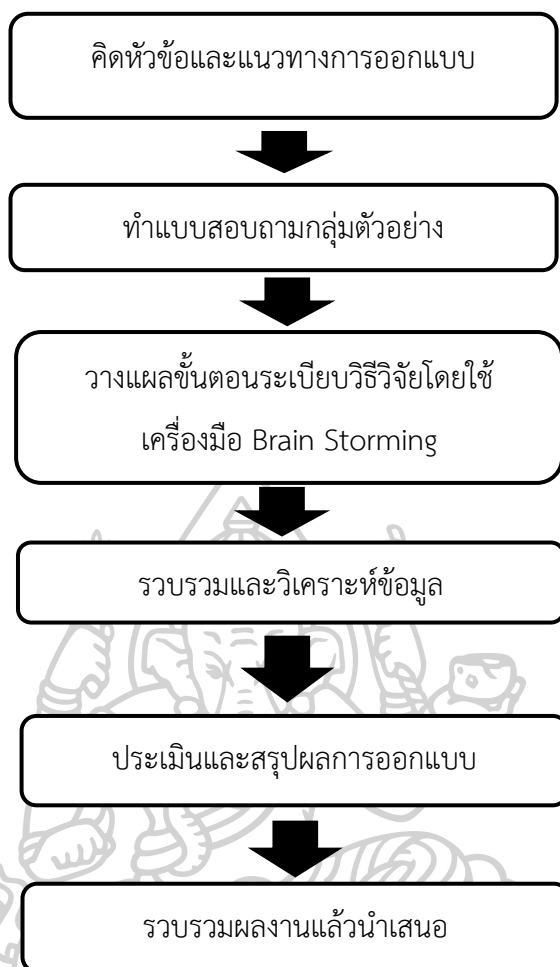 คิดหัวข้อและแนวทางการออกแบบ
ทำแบบสอบถามกลุ่มตัวอย่าง
วางแผลขั้นตอนระเบียบวิธีวิจัยโดยใช้
เครื่องมือ Brain Storming
รวบรวมและวิเคราะห์ข้อมูล
ประเมินและสรุปผลการออกแบบ
รวบรวมผลงานแล้วนำเสนอ